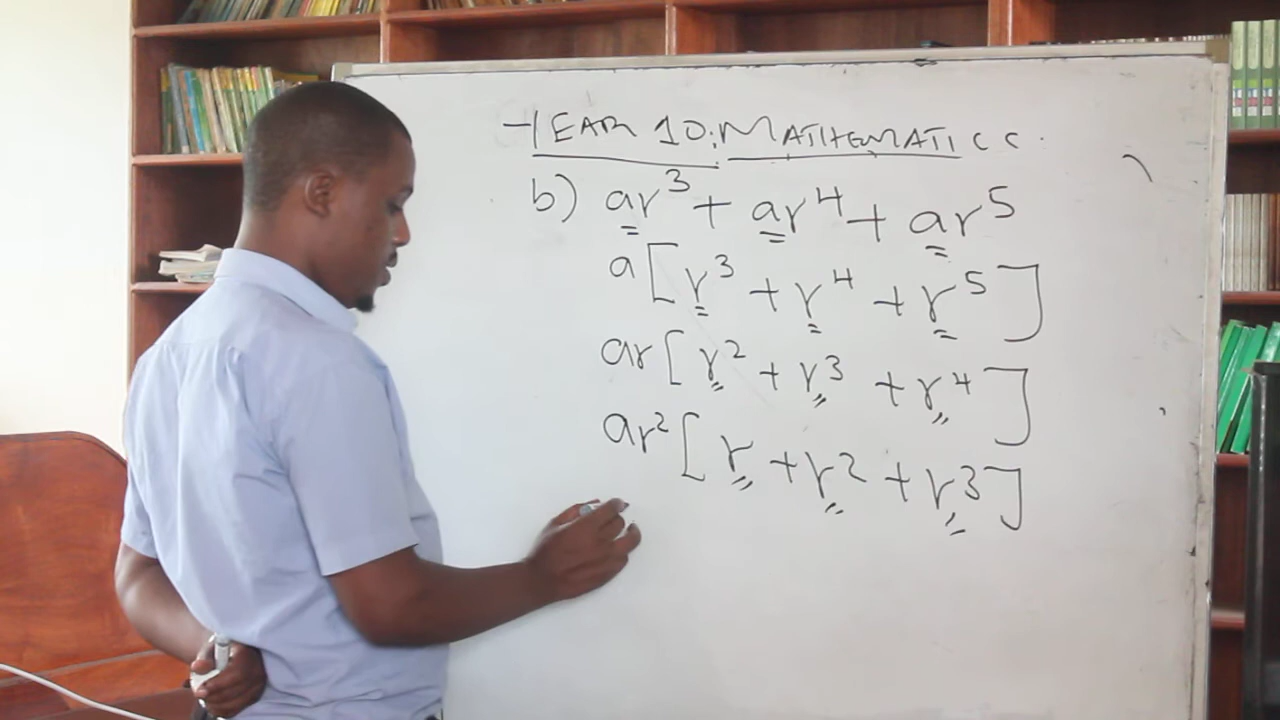 YEAR 10: MATHEMATICS
b) ar³ + ar⁴ + ar⁵
a[r³ + r⁴ + r⁵]
ar[r² + r³ + r⁴]
ar²[r + r² + r³]